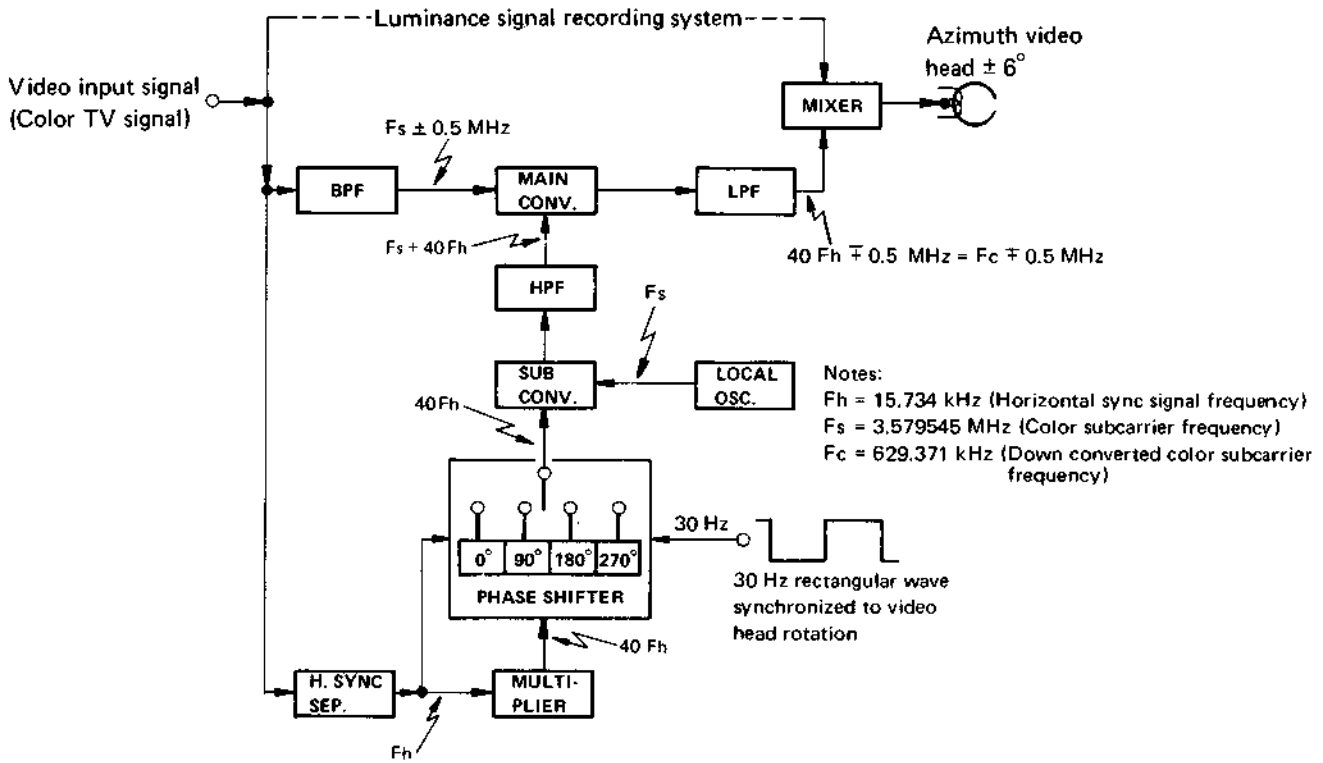 Luminance signal recording system
Azimuth video
head ± 6°
Video input signal
(Color TV signal)
MIXER
Fs ± 0.5 MHz
BPF
MAIN
CONV.
LPF
Fs + 40 Fh
40 Fh ∓ 0.5 MHz = Fc ∓ 0.5 MHz
HPF
Fs
SUB
CONV.
LOCAL
OSC.
Notes:
Fh = 15.734 kHz (Horizontal sync signal frequency)
Fs = 3.579545 MHz (Color subcarrier frequency)
Fc = 629.371 kHz (Down converted color subcarrier
frequency)
40 Fh
30 Hz
0° 90° 180° 270°
PHASE SHIFTER
30 Hz rectangular wave
synchronized to video
head rotation
40 Fh
H. SYNC
SEP.
MULTI-
PLIER
Fh